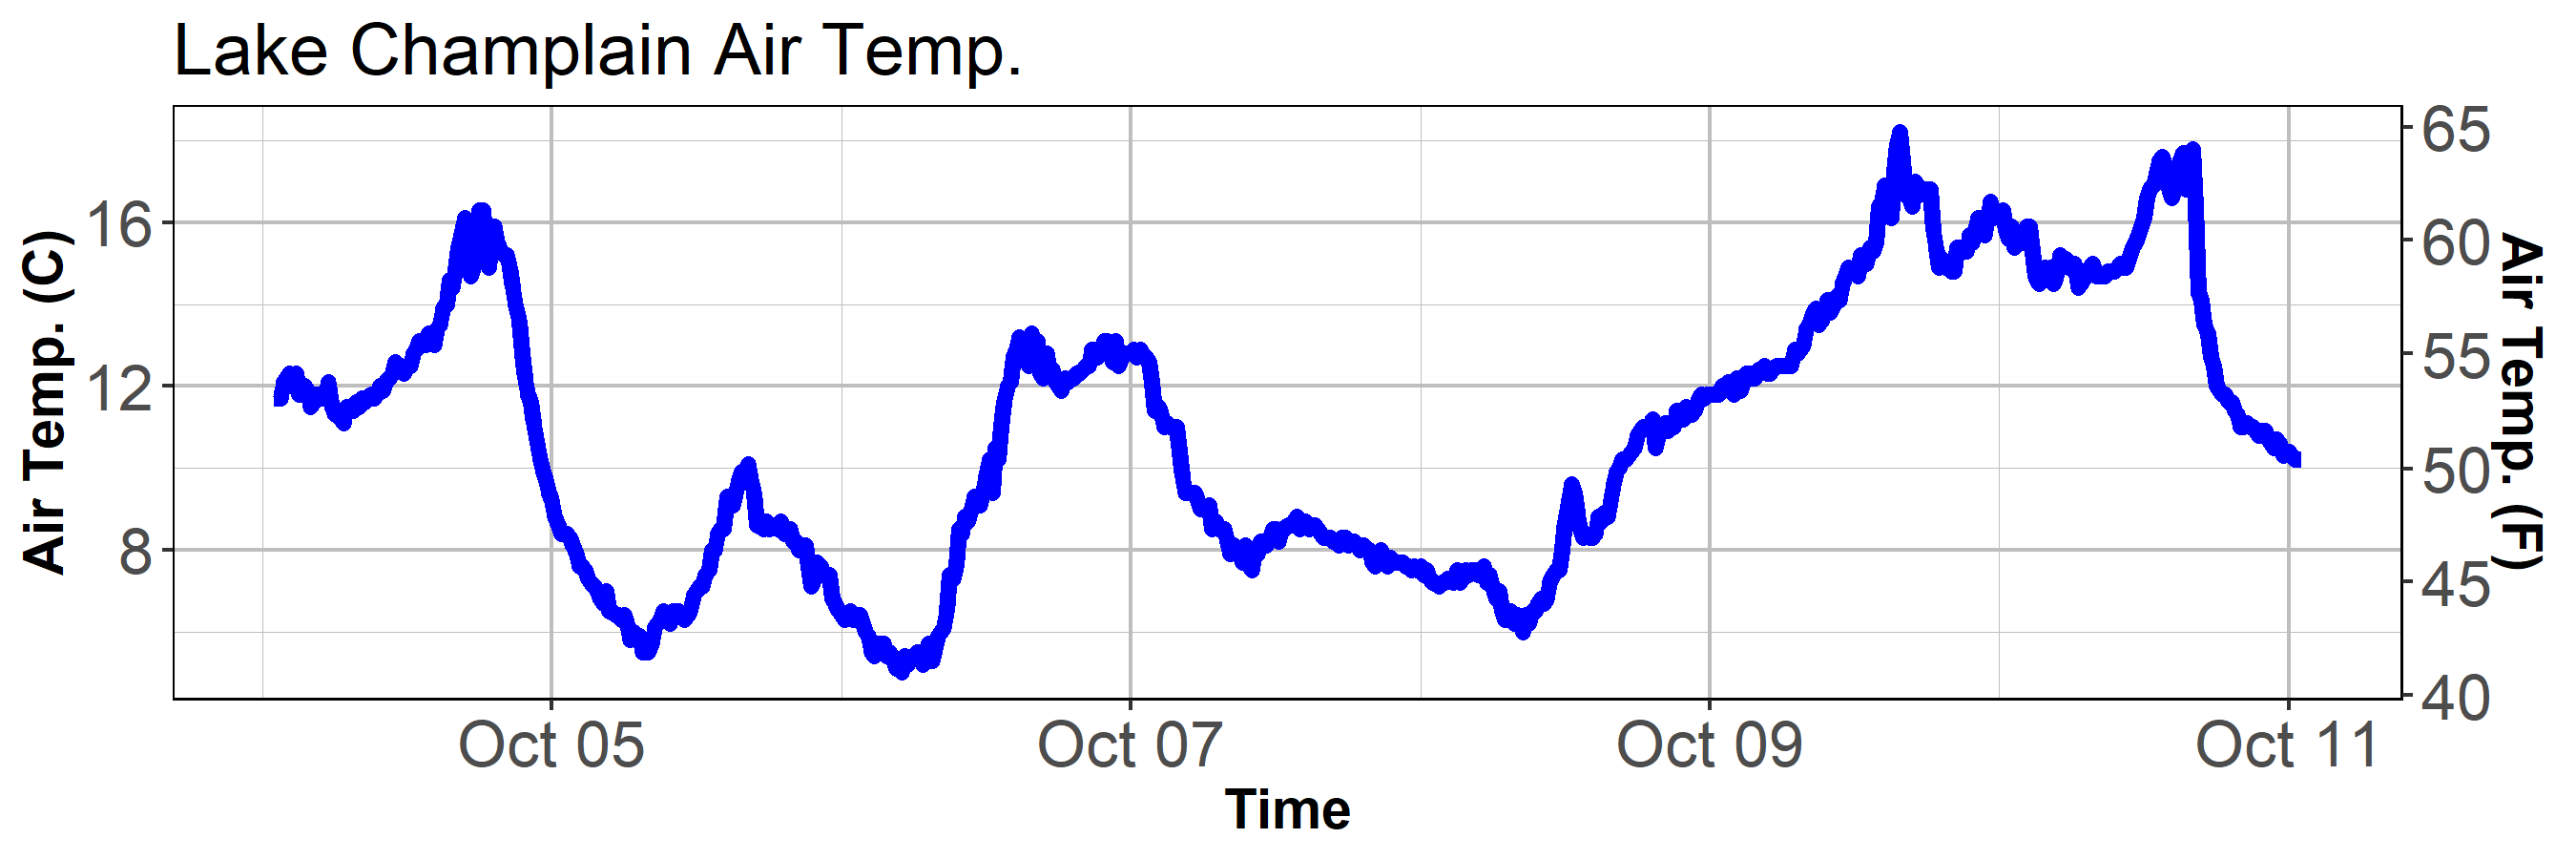 Lake Champlain Air Temp.
Air Temp. (C)
16
12
8
65
60
55
50
45
40
Air Temp. (F)
Oct 05 Oct 07 Oct 09 Oct 11
Time